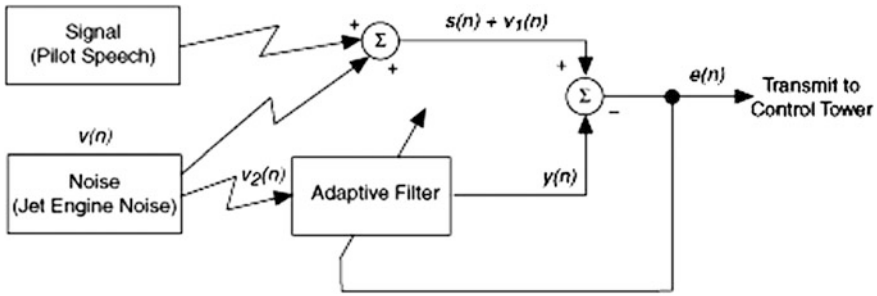 Signal
(Pilot Speech)
+
Σ
+
s(n) + v₁(n)
+
Σ
−
e(n)
Transmit to
Control Tower
v(n)
Noise
(Jet Engine Noise)
v₂(n)
Adaptive Filter
y(n)